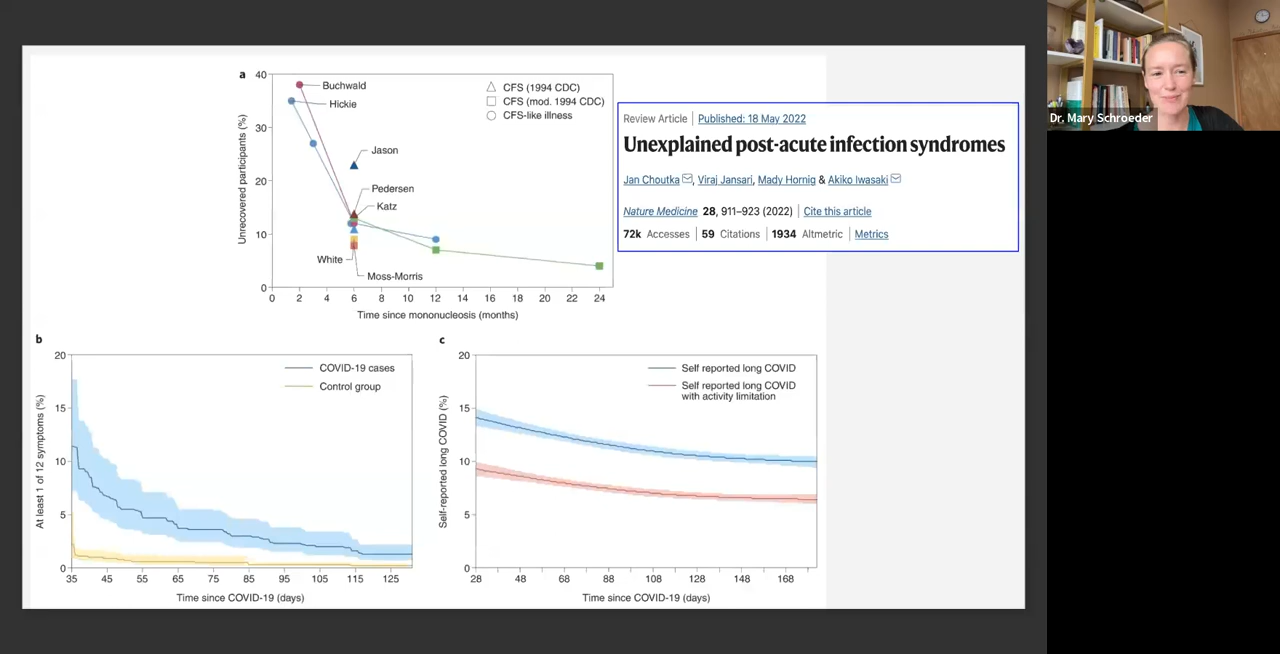 a
40
30
20
10
0
Unrecovered participants (%)
Buchwald
Hickie
Jason
Pedersen
Katz
White
Moss-Morris
CFS (1994 CDC)
CFS (mod. 1994 CDC)
CFS-like illness
0 2 4 6 8 10 12 14 16 18 20 22 24
Time since mononucleosis (months)
Review Article | Published: 18 May 2022
Unexplained post-acute infection syndromes
Jan Choutka, Viraj Jansari, Mady Hornig & Akiko Iwasaki
Nature Medicine 28, 911–923 (2022) | Cite this article
72k Accesses | 59 Citations | 1934 Altmetric | Metrics
Dr. Mary Schroeder
b
20
15
10
5
0
At least 1 of 12 symptoms (%)
COVID-19 cases
Control group
35 45 55 65 75 85 95 105 115 125
Time since COVID-19 (days)
c
20
15
10
5
0
Self-reported long COVID (%)
Self reported long COVID
Self reported long COVID
with activity limitation
28 48 68 88 108 128 148 168
Time since COVID-19 (days)